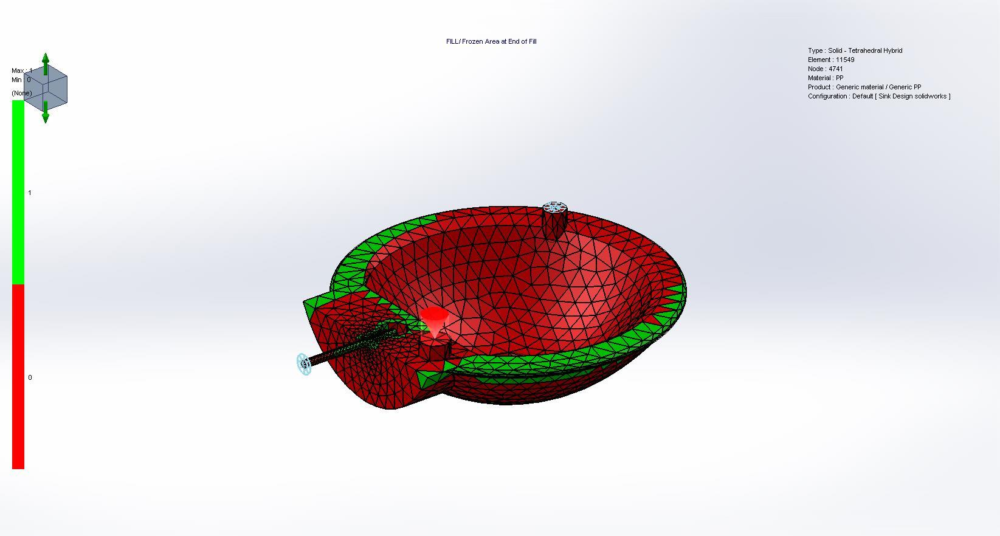 FILL/ Frozen Area at End of Fill
Type : Solid - Tetrahedral Hybrid
Element : 11549
Node : 4741
Material : PP
Product : Generic material / Generic PP
Configuration : Default [ Sink Design solidworks ]
Max : 1
Min : 0
(None)
1
0